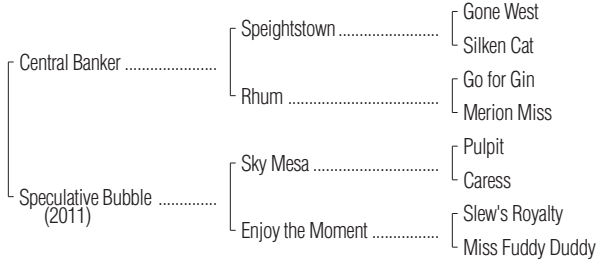 Gone West
Speightstown ........................
Silken Cat
Central Banker ......................
Go for Gin
Rhum ....................................
Merion Miss
Pulpit
Sky Mesa ..............................
Caress
Speculative Bubble ..............
(2011)
Slew's Royalty
Enjoy the Moment ................
Miss Fuddy Duddy